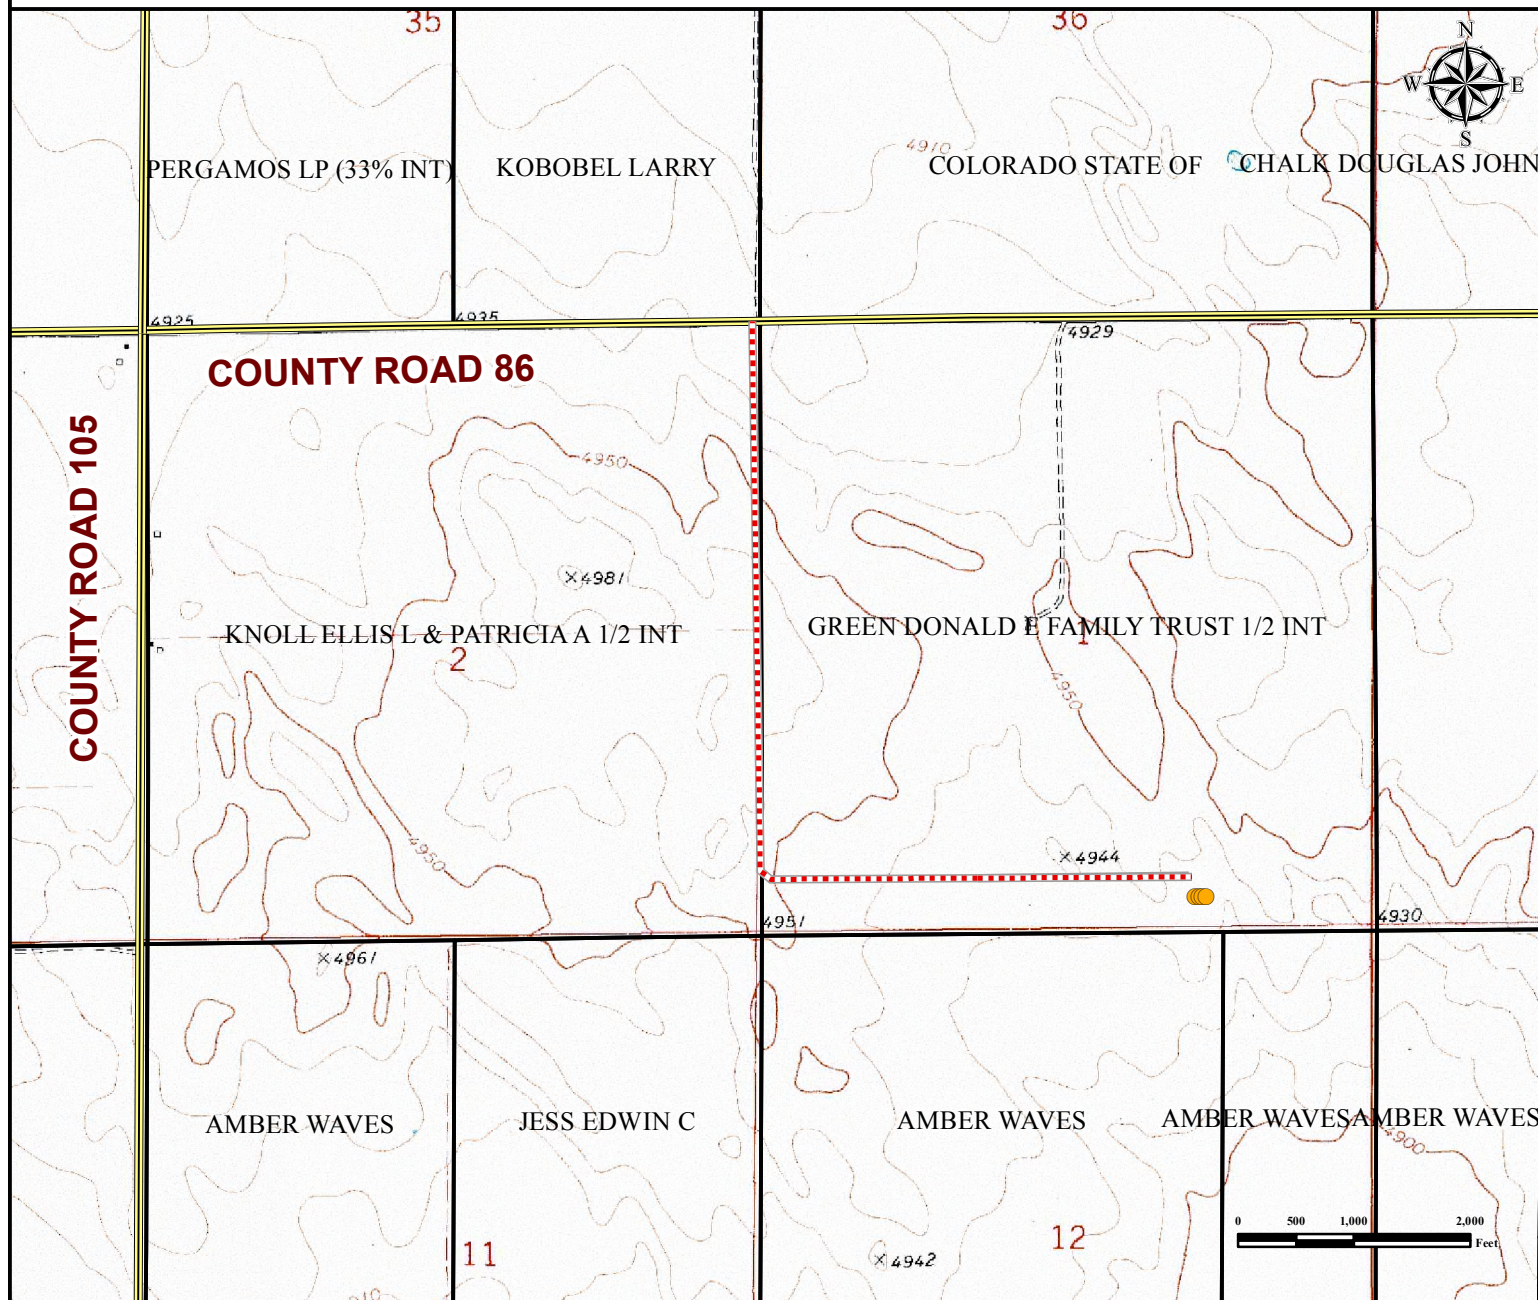 35
36
N
W
E
S
4910
PERGAMOS LP (33% INT)
KOBOBEL LARRY
COLORADO STATE OF
CHALK DOUGLAS JOHN
4925
4935
4929
COUNTY ROAD 86
COUNTY ROAD 105
4950
4981
KNOLL ELLIS L & PATRICIA A 1/2 INT
GREEN DONALD E FAMILY TRUST 1/2 INT
2
1
4950
4950
4944
4951
4930
4961
AMBER WAVES
JESS EDWIN C
AMBER WAVES
AMBER WAVES
AMBER WAVES
4900
11
12
4942
0
500
1,000
2,000
Feet